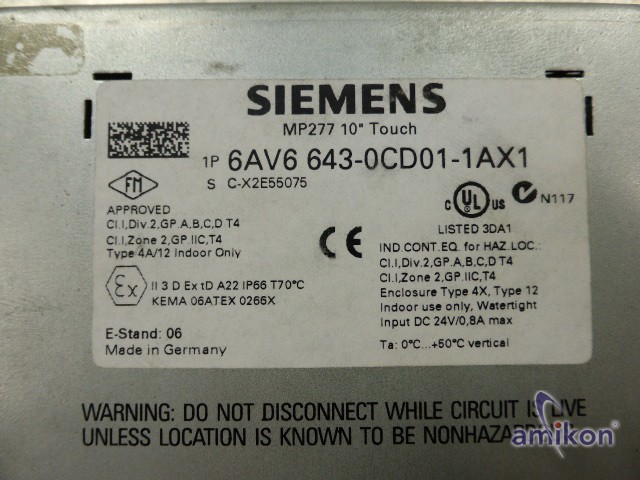 SIEMENS
MP277 10" Touch
1P 6AV6 643-0CD01-1AX1
S C-X2E55075
FM
APPROVED
Cl.I,Div.2,GP.A,B,C,D T4
Cl.I,Zone 2,GP.IIC,T4
Type 4A/12 Indoor Only
Ex II 3 D Ex tD A22 IP66 T70°C
KEMA 06ATEX 0266X
E-Stand: 06
Made in Germany
CE
c UL us N117
LISTED 3DA1
IND.CONT.EQ. for HAZ.LOC.:
Cl.I,Div.2,GP.A,B,C,D T4
Cl.I,Zone 2,GP.IIC,T4
Enclosure Type 4X, Type 12
Indoor use only, Watertight
Input DC 24V/0,8A max
Ta: 0°C...+50°C vertical
WARNING: DO NOT DISCONNECT WHILE CIRCUIT IS LIVE
UNLESS LOCATION IS KNOWN TO BE NONHAZARD
amikon